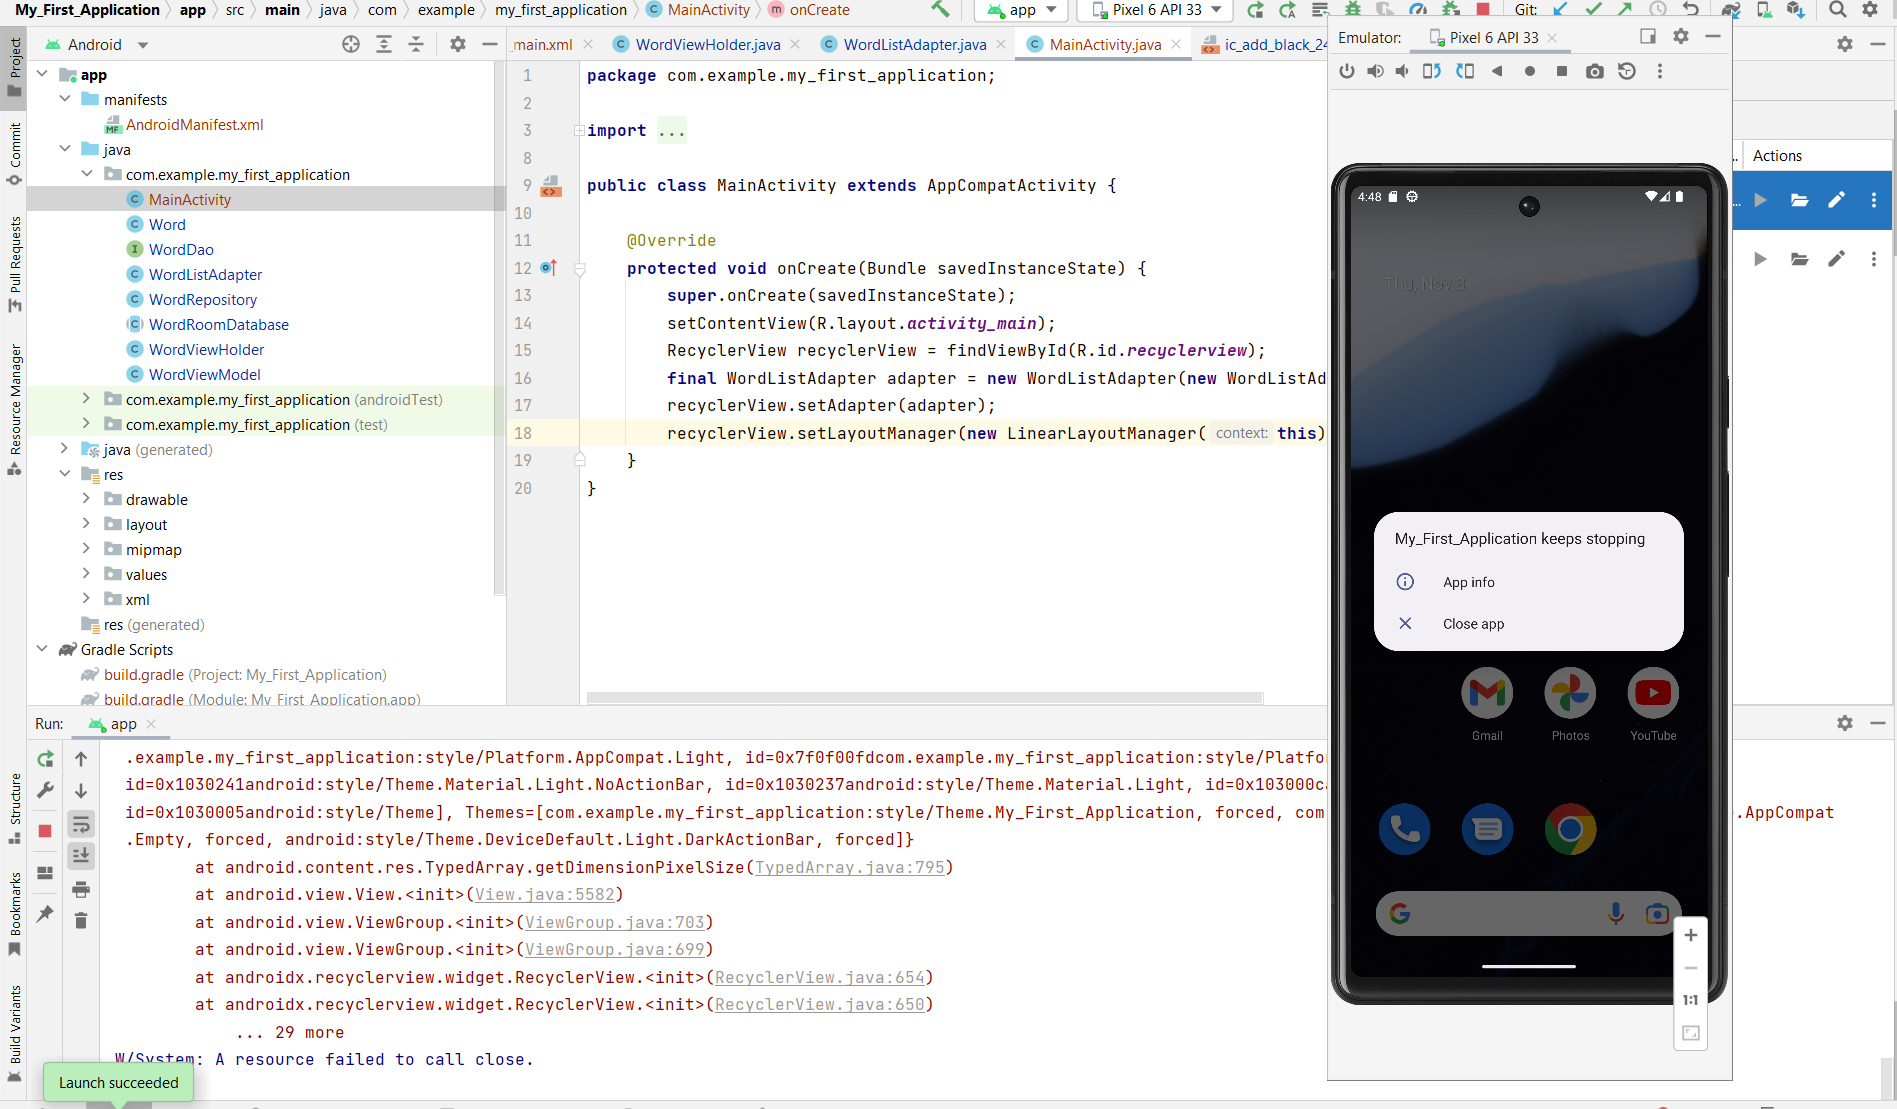 My_First_Application app src main java com example my_first_application MainActivity onCreate app Pixel 6 API 33 Git:
Android
_main.xml WordViewHolder.java WordListAdapter.java MainActivity.java ic_add_black_24
Emulator: Pixel 6 API 33
Project
Commit
Pull Requests
Resource Manager
Structure
Bookmarks
Build Variants
app
manifests
AndroidManifest.xml
java
com.example.my_first_application
MainActivity
Word
WordDao
WordListAdapter
WordRepository
WordRoomDatabase
WordViewHolder
WordViewModel
com.example.my_first_application (androidTest)
com.example.my_first_application (test)
java (generated)
res
drawable
layout
mipmap
values
xml
res (generated)
Gradle Scripts
build.gradle (Project: My_First_Application)
build.gradle (Module: My_First_Application.app)
1 package com.example.my_first_application;
2
3 import ...
8
9 public class MainActivity extends AppCompatActivity {
10
11 @Override
12 protected void onCreate(Bundle savedInstanceState) {
13 super.onCreate(savedInstanceState);
14 setContentView(R.layout.activity_main);
15 RecyclerView recyclerView = findViewById(R.id.recyclerview);
16 final WordListAdapter adapter = new WordListAdapter(new WordListAd
17 recyclerView.setAdapter(adapter);
18 recyclerView.setLayoutManager(new LinearLayoutManager( context: this)
19 }
20 }
Actions
4:48
Thu, Nov 3
My_First_Application keeps stopping
App info
Close app
Gmail Photos YouTube
1:1
Run: app
.example.my_first_application:style/Platform.AppCompat.Light, id=0x7f0f00fdcom.example.my_first_application:style/Platfor
id=0x1030241android:style/Theme.Material.Light.NoActionBar, id=0x1030237android:style/Theme.Material.Light, id=0x103000ca
id=0x1030005android:style/Theme], Themes=[com.example.my_first_application:style/Theme.My_First_Application, forced, com .AppCompat
.Empty, forced, android:style/Theme.DeviceDefault.Light.DarkActionBar, forced]}
at android.content.res.TypedArray.getDimensionPixelSize(TypedArray.java:795)
at android.view.View.<init>(View.java:5582)
at android.view.ViewGroup.<init>(ViewGroup.java:703)
at android.view.ViewGroup.<init>(ViewGroup.java:699)
at androidx.recyclerview.widget.RecyclerView.<init>(RecyclerView.java:654)
at androidx.recyclerview.widget.RecyclerView.<init>(RecyclerView.java:650)
... 29 more
W/System: A resource failed to call close.
Launch succeeded